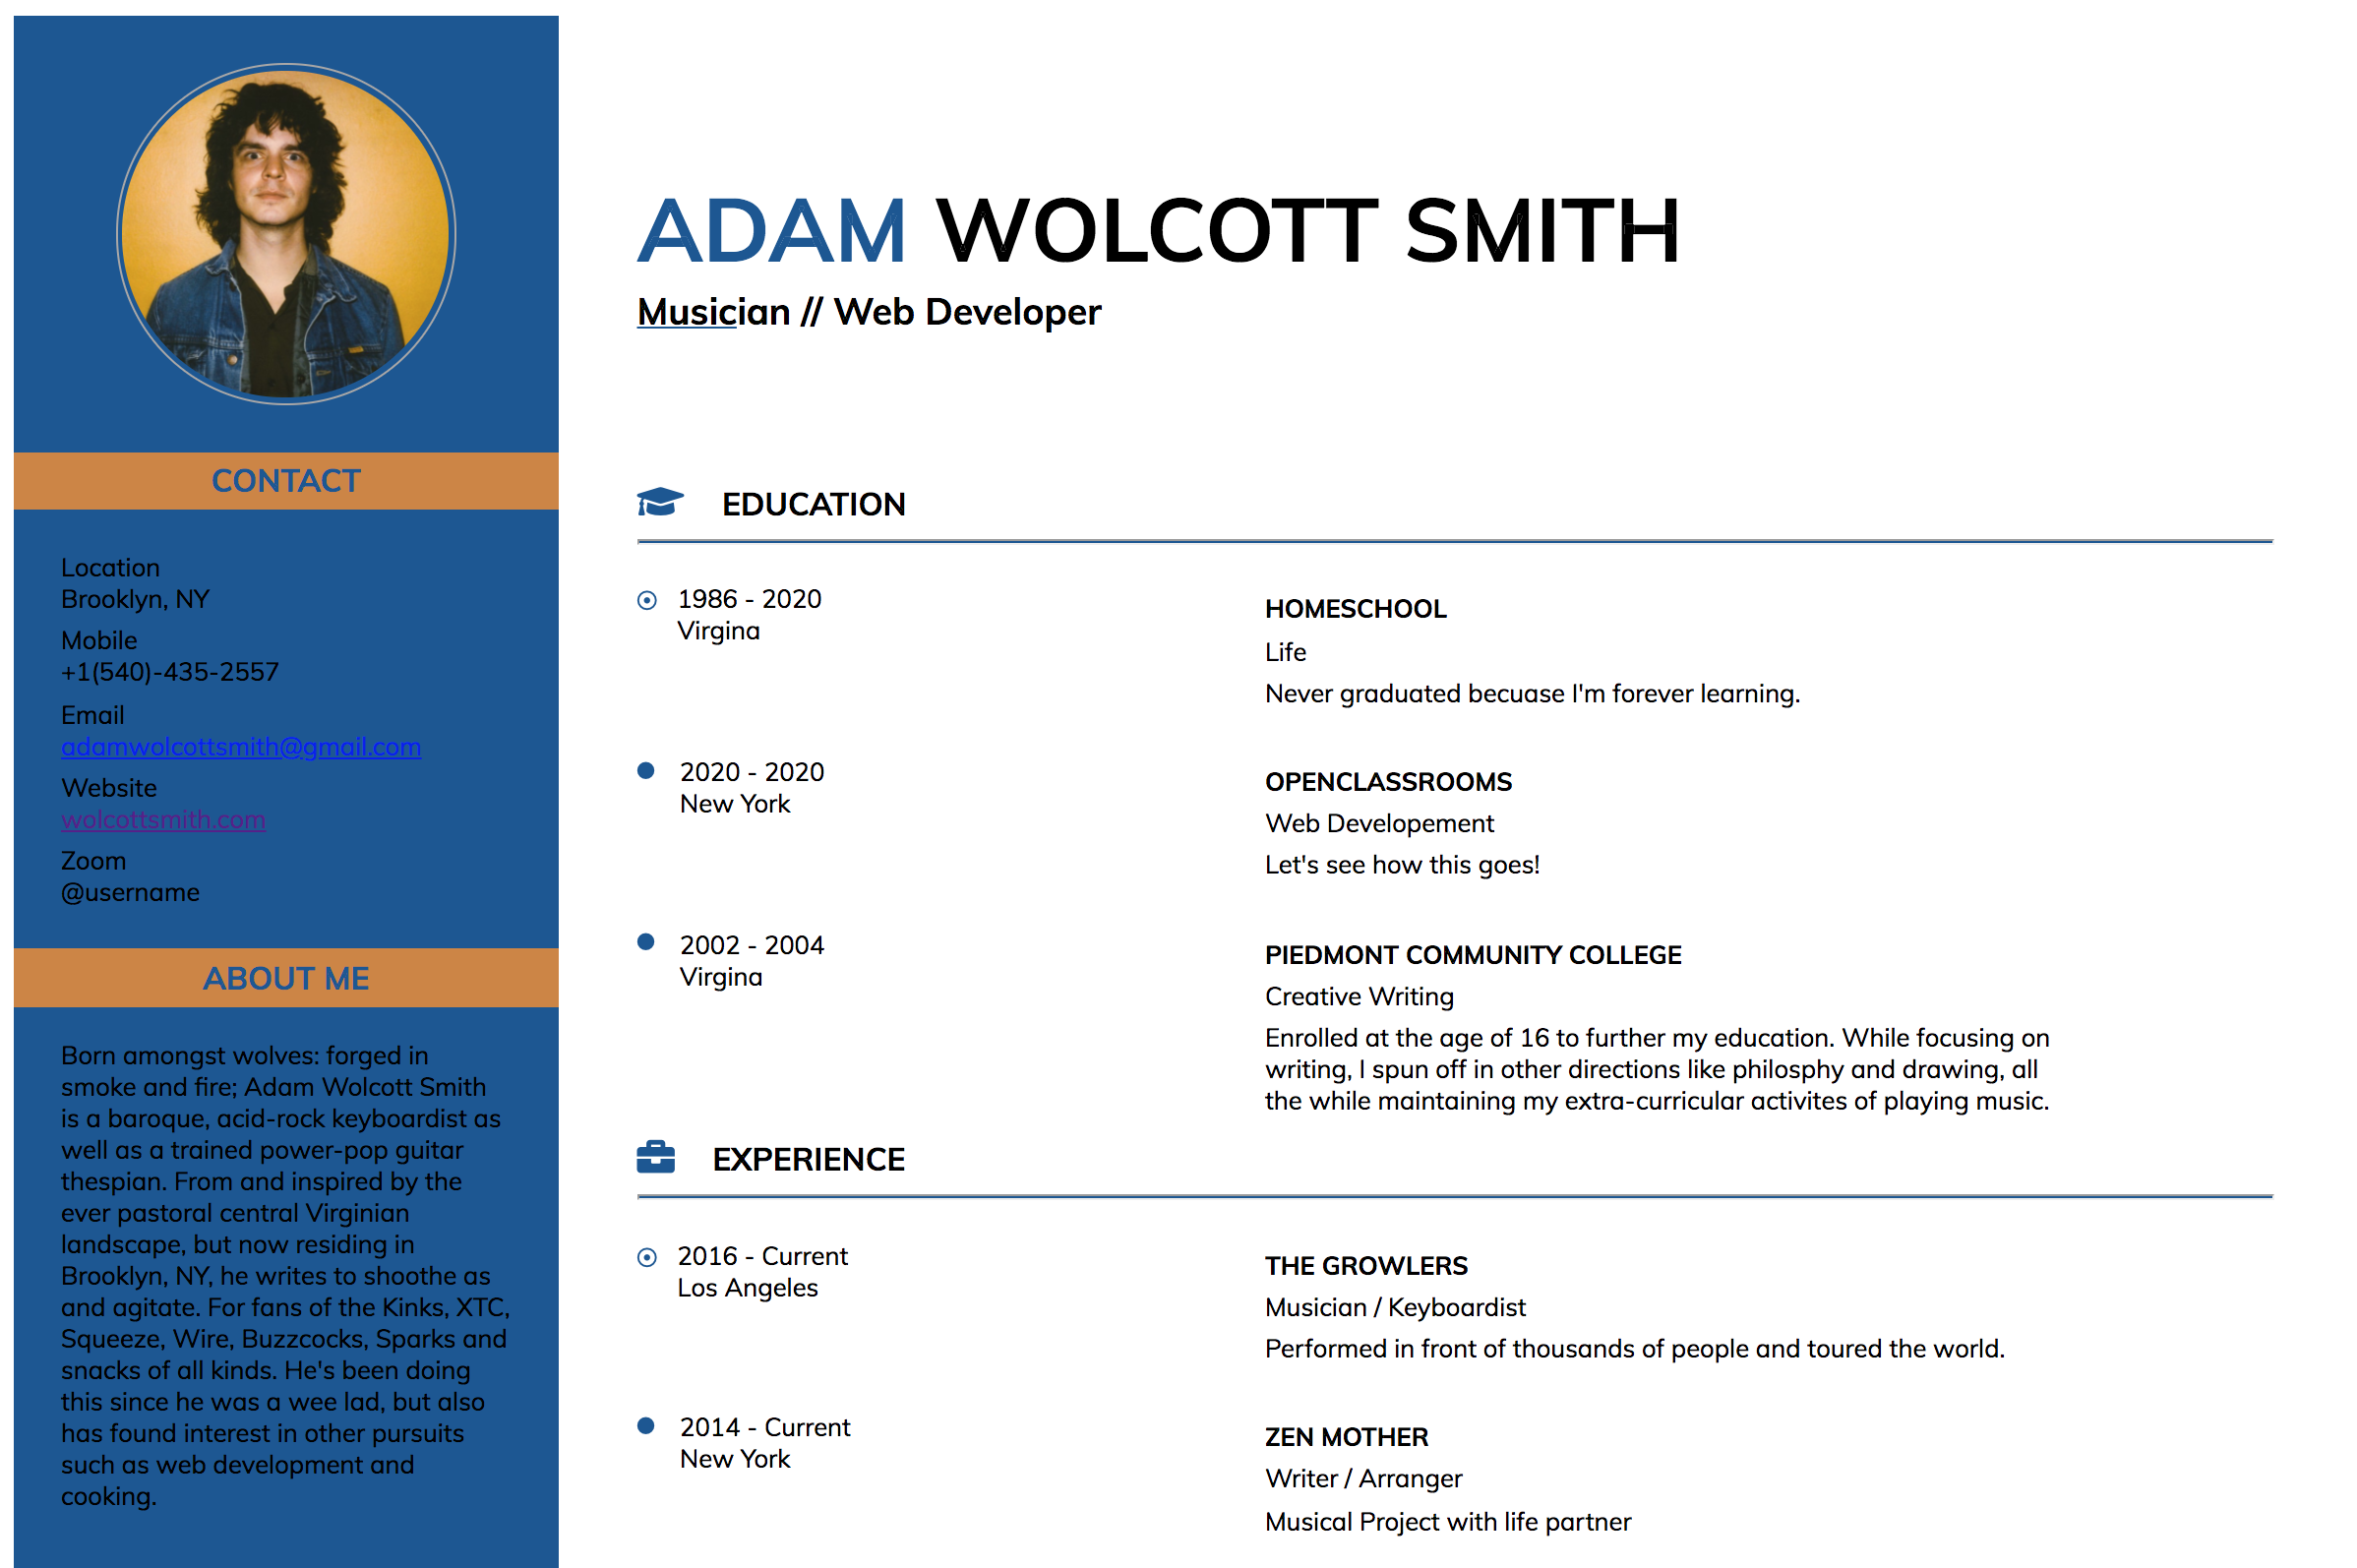 CONTACT
Location
Brooklyn, NY
Mobile
+1(540)-435-2557
Email
adamwolcottsmith@gmail.com
Website
wolcottsmith.com
Zoom
@username
ABOUT ME
Born amongst wolves: forged in
smoke and fire; Adam Wolcott Smith
is a baroque, acid-rock keyboardist as
well as a trained power-pop guitar
thespian. From and inspired by the
ever pastoral central Virginian
landscape, but now residing in
Brooklyn, NY, he writes to shoothe as
and agitate. For fans of the Kinks, XTC,
Squeeze, Wire, Buzzcocks, Sparks and
snacks of all kinds. He's been doing
this since he was a wee lad, but also
has found interest in other pursuits
such as web development and
cooking.
ADAM WOLCOTT SMITH
Musician // Web Developer
EDUCATION
1986 - 2020
Virgina
HOMESCHOOL
Life
Never graduated becuase I'm forever learning.
2020 - 2020
New York
OPENCLASSROOMS
Web Developement
Let's see how this goes!
2002 - 2004
Virgina
PIEDMONT COMMUNITY COLLEGE
Creative Writing
Enrolled at the age of 16 to further my education. While focusing on
writing, I spun off in other directions like philosphy and drawing, all
the while maintaining my extra-curricular activites of playing music.
EXPERIENCE
2016 - Current
Los Angeles
THE GROWLERS
Musician / Keyboardist
Performed in front of thousands of people and toured the world.
2014 - Current
New York
ZEN MOTHER
Writer / Arranger
Musical Project with life partner